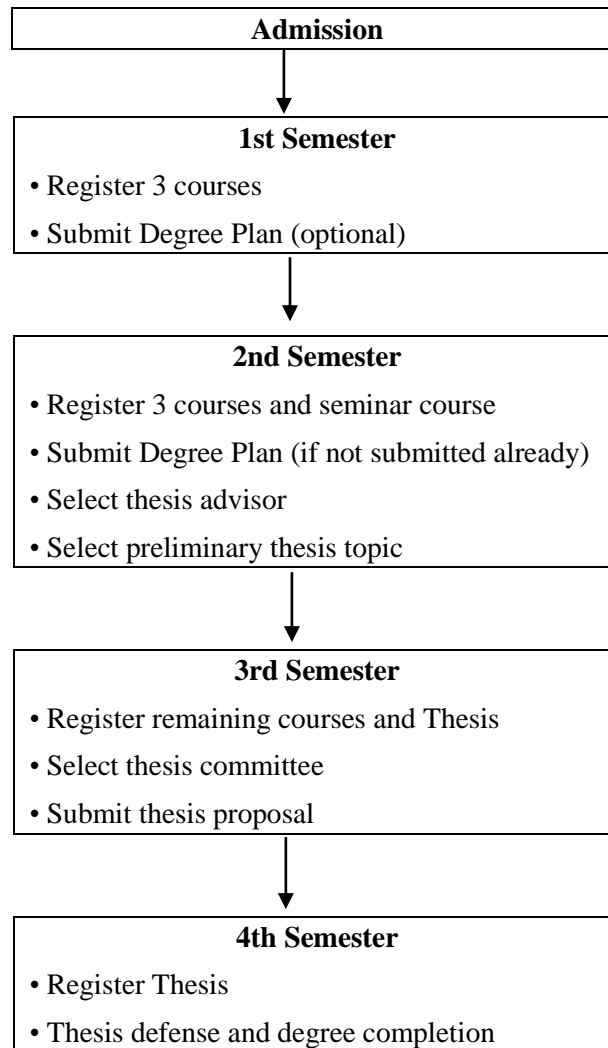 Admission
1st Semester
• Register 3 courses
• Submit Degree Plan (optional)
2nd Semester
• Register 3 courses and seminar course
• Submit Degree Plan (if not submitted already)
• Select thesis advisor
• Select preliminary thesis topic
3rd Semester
• Register remaining courses and Thesis
• Select thesis committee
• Submit thesis proposal
4th Semester
• Register Thesis
• Thesis defense and degree completion